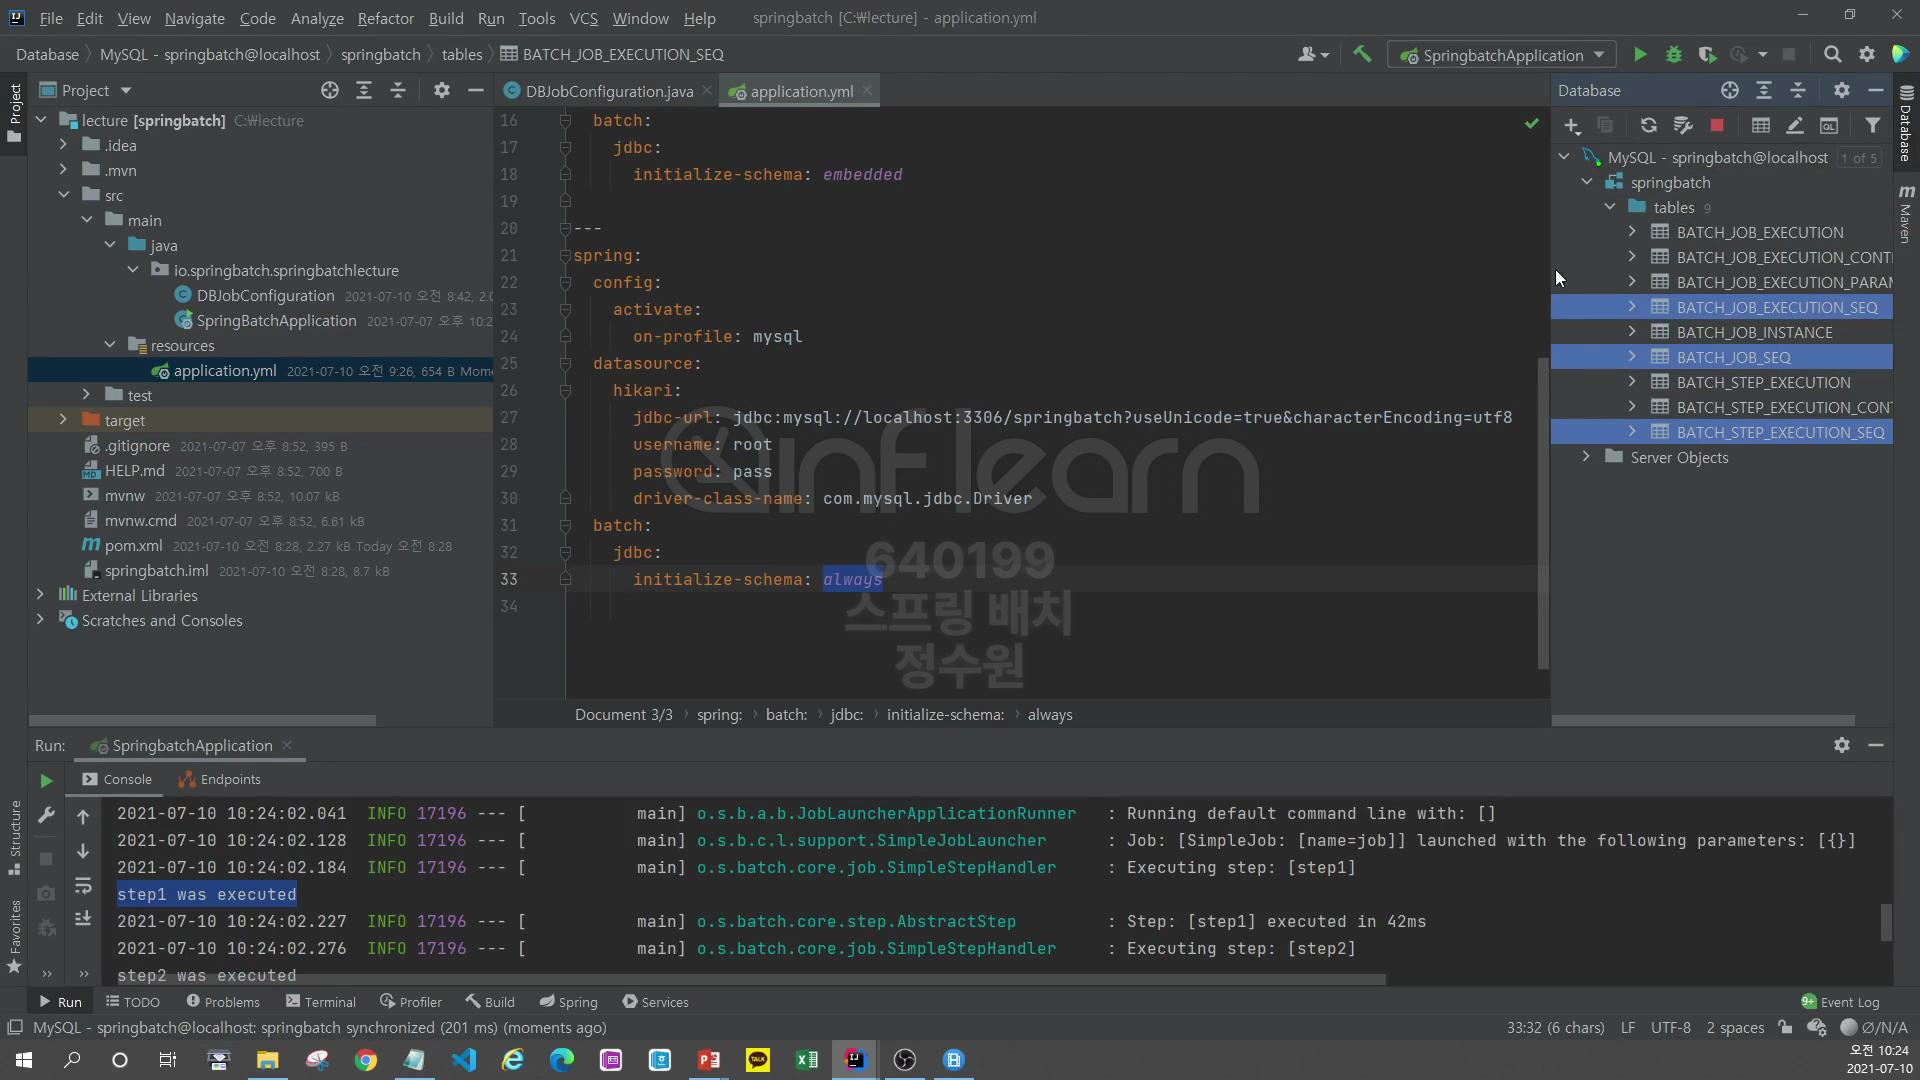 File Edit View Navigate Code Analyze Refactor Build Run Tools VCS Window Help springbatch [C:₩lecture] - application.yml
Database MySQL - springbatch@localhost springbatch tables BATCH_JOB_EXECUTION_SEQ SpringbatchApplication
Project
DBJobConfiguration.java application.yml
Database
lecture [springbatch] C:₩lecture
.idea
.mvn
src
main
java
io.springbatch.springbatchlecture
DBJobConfiguration 2021-07-10 오전 8:42, 2.0
SpringBatchApplication 2021-07-07 오후 10:2
resources
application.yml 2021-07-10 오전 9:26, 654 B Mome
test
target
.gitignore 2021-07-07 오후 8:52, 395 B
HELP.md 2021-07-07 오후 8:52, 700 B
mvnw 2021-07-07 오후 8:52, 10.07 kB
mvnw.cmd 2021-07-07 오후 8:52, 6.61 kB
pom.xml 2021-07-10 오전 8:28, 2.27 kB Today 오전 8:28
springbatch.iml 2021-07-10 오전 8:28, 8.7 kB
External Libraries
Scratches and Consoles
16 batch:
17 jdbc:
18 initialize-schema: embedded
19
20 ---
21 spring:
22 config:
23 activate:
24 on-profile: mysql
25 datasource:
26 hikari:
27 jdbc-url: jdbc:mysql://localhost:3306/springbatch?useUnicode=true&characterEncoding=utf8
28 username: root
29 password: pass
30 driver-class-name: com.mysql.jdbc.Driver
31 batch:
32 jdbc:
33 initialize-schema: always
34
inflearn
640199
스프링 배치
정수원
Document 3/3 spring: batch: jdbc: initialize-schema: always
MySQL - springbatch@localhost 1 of 5
springbatch
tables 9
BATCH_JOB_EXECUTION
BATCH_JOB_EXECUTION_CONT
BATCH_JOB_EXECUTION_PARAM
BATCH_JOB_EXECUTION_SEQ
BATCH_JOB_INSTANCE
BATCH_JOB_SEQ
BATCH_STEP_EXECUTION
BATCH_STEP_EXECUTION_CONT
BATCH_STEP_EXECUTION_SEQ
Server Objects
Project
Structure
Favorites
Database
Maven
Run: SpringbatchApplication
Console Endpoints
2021-07-10 10:24:02.041 INFO 17196 --- [ main] o.s.b.a.b.JobLauncherApplicationRunner : Running default command line with: []
2021-07-10 10:24:02.128 INFO 17196 --- [ main] o.s.b.c.l.support.SimpleJobLauncher : Job: [SimpleJob: [name=job]] launched with the following parameters: [{}]
2021-07-10 10:24:02.184 INFO 17196 --- [ main] o.s.batch.core.job.SimpleStepHandler : Executing step: [step1]
step1 was executed
2021-07-10 10:24:02.227 INFO 17196 --- [ main] o.s.batch.core.step.AbstractStep : Step: [step1] executed in 42ms
2021-07-10 10:24:02.276 INFO 17196 --- [ main] o.s.batch.core.job.SimpleStepHandler : Executing step: [step2]
step2 was executed
Run TODO Problems Terminal Profiler Build Spring Services 9+ Event Log
MySQL - springbatch@localhost: springbatch synchronized (201 ms) (moments ago) 33:32 (6 chars) LF UTF-8 2 spaces Ø/N/A
오전 10:24
2021-07-10